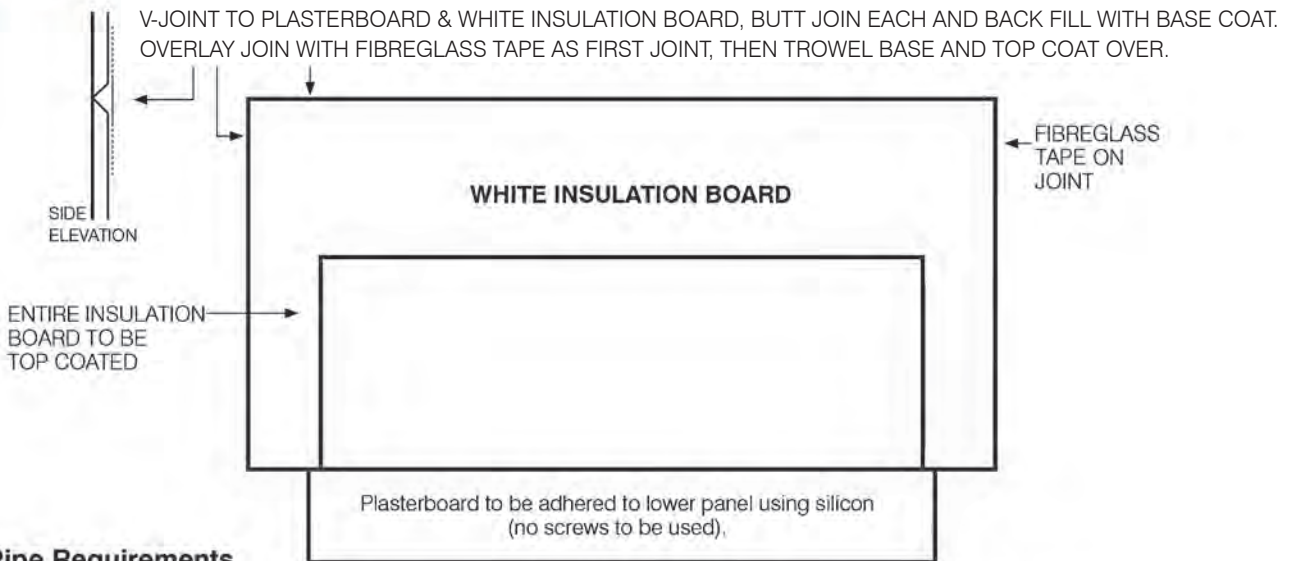 V-JOINT TO PLASTERBOARD & WHITE INSULATION BOARD, BUTT JOIN EACH AND BACK FILL WITH BASE COAT.
OVERLAY JOIN WITH FIBREGLASS TAPE AS FIRST JOINT, THEN TROWEL BASE AND TOP COAT OVER.
FIBREGLASS
TAPE ON
JOINT
WHITE INSULATION BOARD
SIDE
ELEVATION
ENTIRE INSULATION
BOARD TO BE
TOP COATED
Plasterboard to be adhered to lower panel using silicon
(no screws to be used).
Requirements